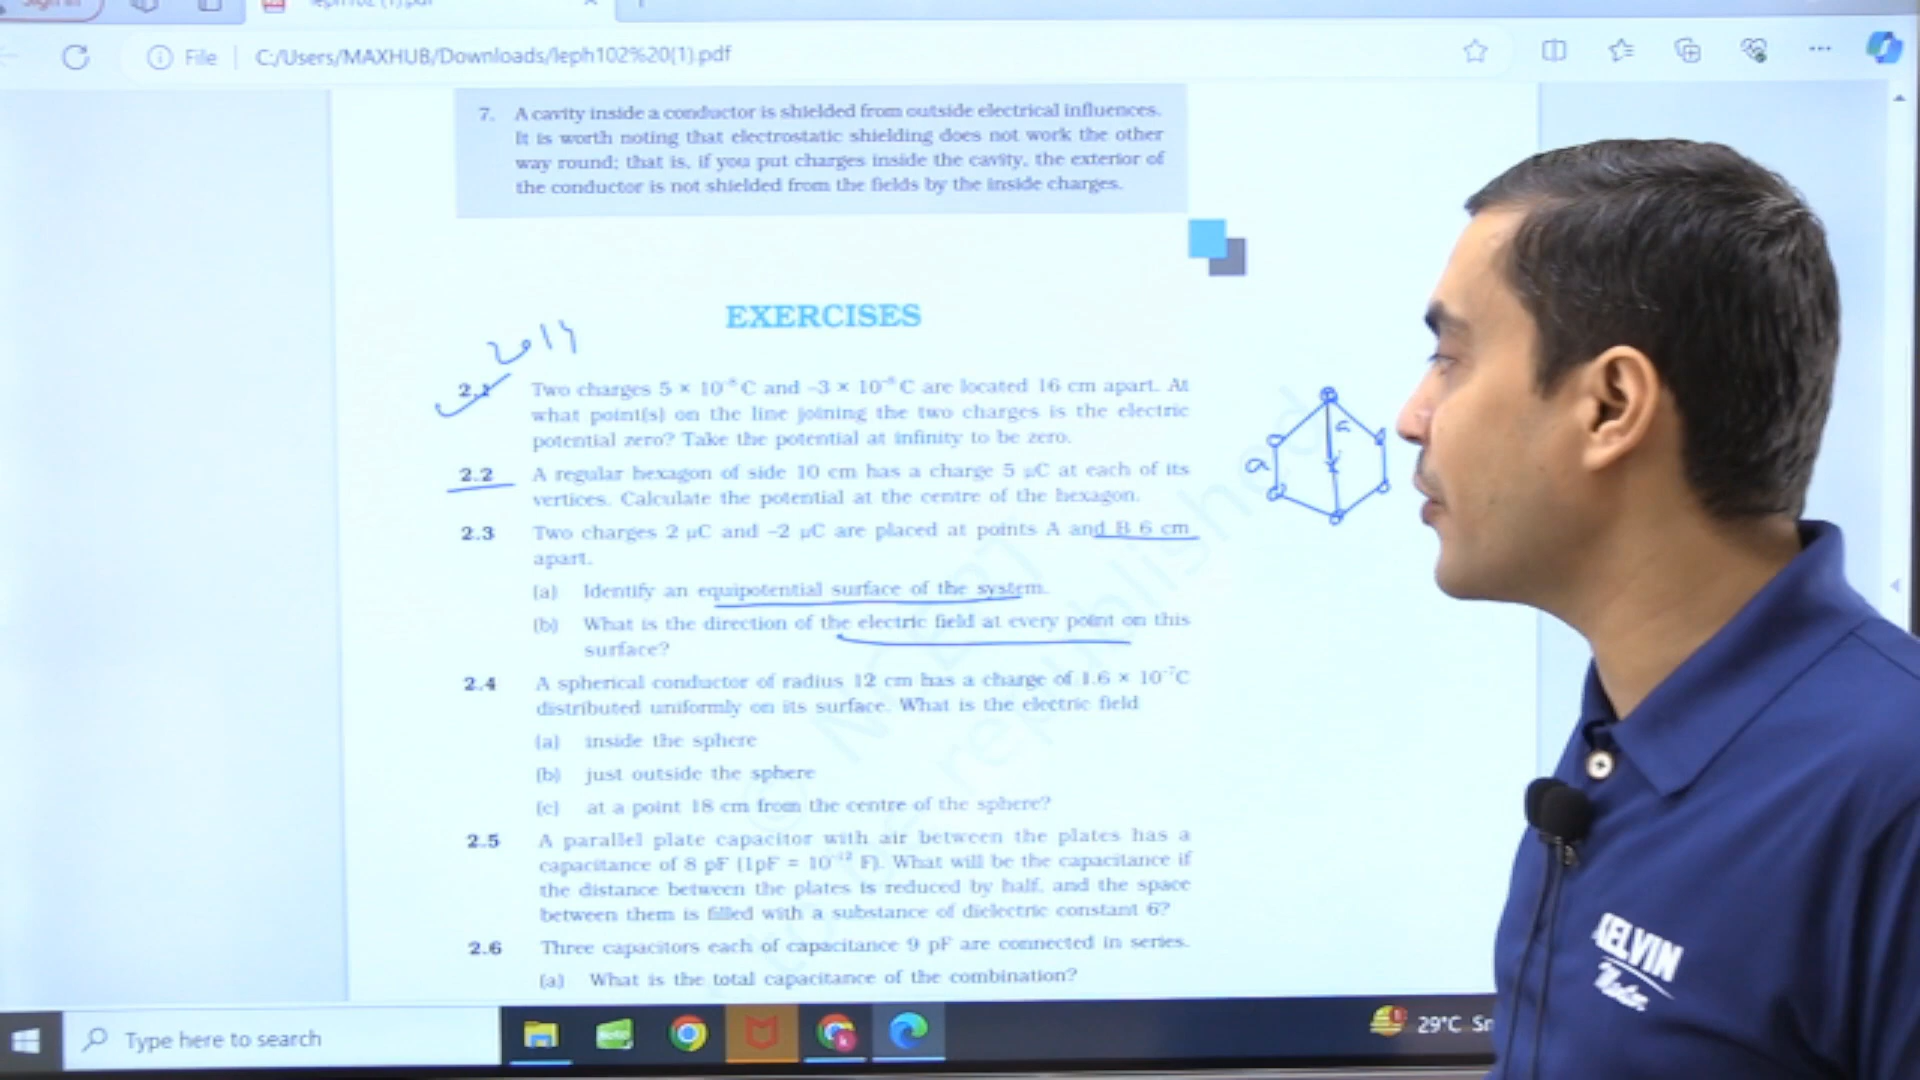 Sign in
leph102 (1).pdf
File
C:/Users/MAXHUB/Downloads/leph102%20(1).pdf
7. A cavity inside a conductor is shielded from outside electrical influences.
It is worth noting that electrostatic shielding does not work the other
way round; that is, if you put charges inside the cavity, the exterior of
the conductor is not shielded from the fields by the inside charges.
EXERCISES
2.1 Two charges 5 × 10⁻⁸ C and –3 × 10⁻⁸ C are located 16 cm apart. At
what point(s) on the line joining the two charges is the electric
potential zero? Take the potential at infinity to be zero.
2.2 A regular hexagon of side 10 cm has a charge 5 μC at each of its
vertices. Calculate the potential at the centre of the hexagon.
a
2.3 Two charges 2 μC and –2 μC are placed at points A and B 6 cm
apart.
(a) Identify an equipotential surface of the system.
(b) What is the direction of the electric field at every point on this
surface?
2.4 A spherical conductor of radius 12 cm has a charge of 1.6 × 10⁻⁷C
distributed uniformly on its surface. What is the electric field
(a) inside the sphere
(b) just outside the sphere
(c) at a point 18 cm from the centre of the sphere?
2.5 A parallel plate capacitor with air between the plates has a
capacitance of 8 pF (1pF = 10⁻¹² F). What will be the capacitance if
the distance between the plates is reduced by half, and the space
between them is filled with a substance of dielectric constant 6?
2.6 Three capacitors each of capacitance 9 pF are connected in series.
(a) What is the total capacitance of the combination?
© NCERT
republished
KELVIN
Type here to search
29°C